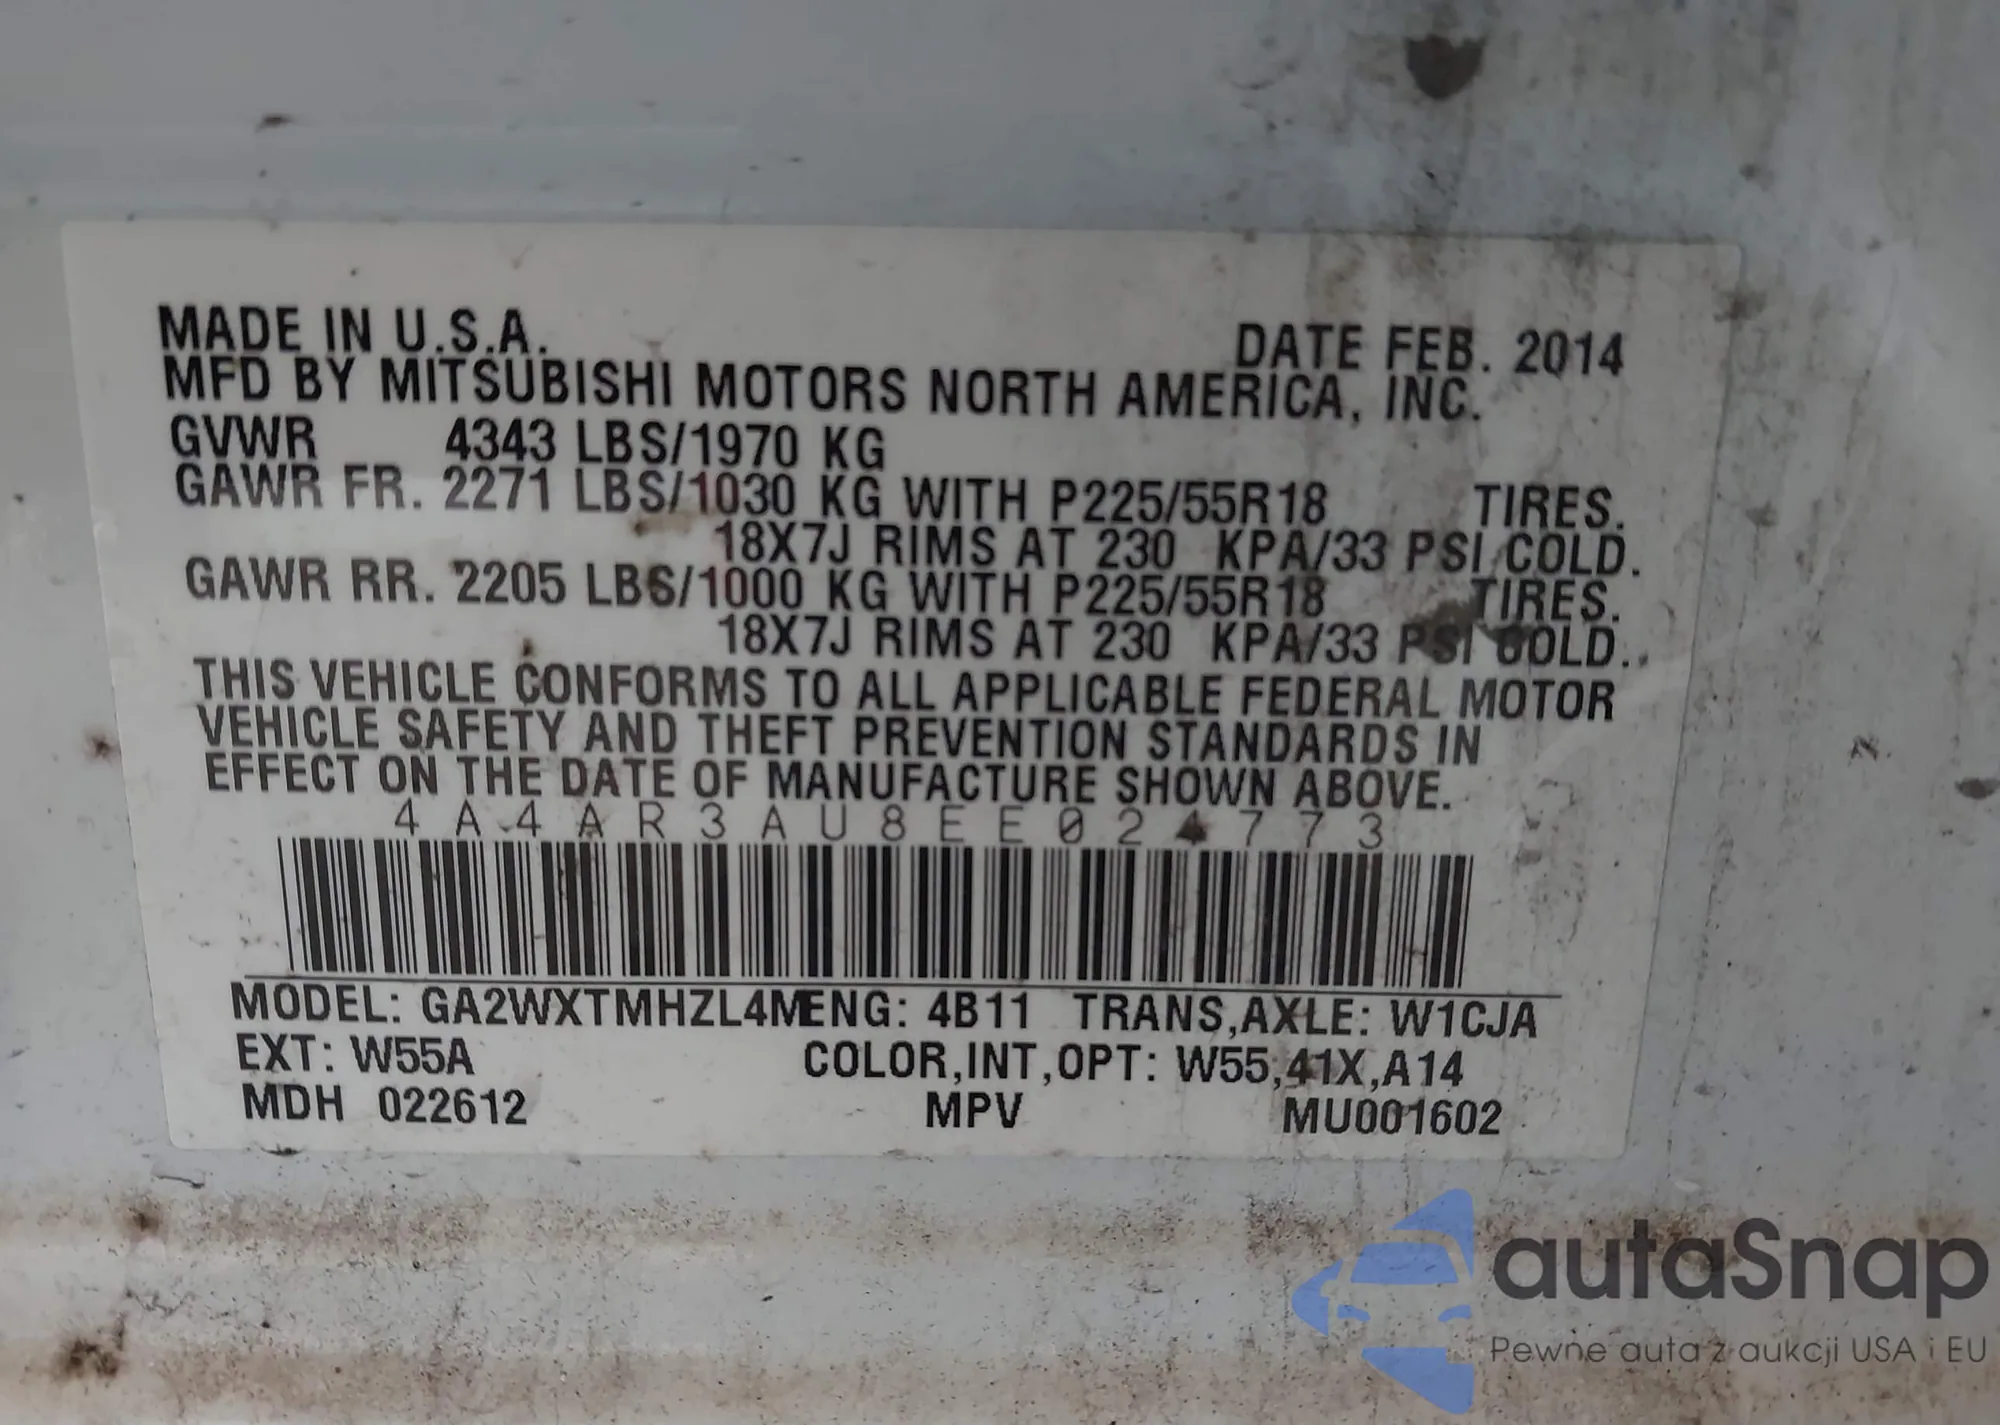 MADE IN U.S.A. DATE FEB. 2014
MFD BY MITSUBISHI MOTORS NORTH AMERICA, INC.
GVWR 4343 LBS/1970 KG
GAWR FR. 2271 LBS/1030 KG WITH P225/55R18 TIRES.
18X7J RIMS AT 230 KPA/33 PSI COLD.
GAWR RR. 2205 LBS/1000 KG WITH P225/55R18 TIRES.
18X7J RIMS AT 230 KPA/33 PSI COLD.
THIS VEHICLE CONFORMS TO ALL APPLICABLE FEDERAL MOTOR
VEHICLE SAFETY AND THEFT PREVENTION STANDARDS IN
EFFECT ON THE DATE OF MANUFACTURE SHOWN ABOVE.
4A4AR3AU8EE024773
MODEL: GA2WXTMHZL4MENG: 4B11 TRANS,AXLE: W1CJA
EXT: W55A COLOR,INT,OPT: W55,41X,A14
MDH 022612 MPV MU001602
autaSnap
Pewne auta z aukcji USA i EU